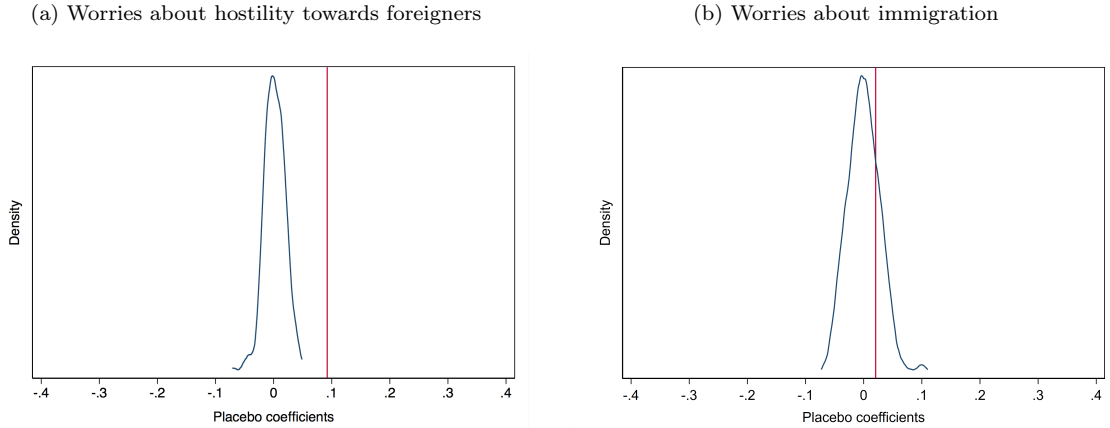 (a) Worries about hostility towards foreigners
Density
-.4 -.3 -.2 -.1 0 .1 .2 .3 .4
Placebo coefficients
(b) Worries about immigration
Density
-.4 -.3 -.2 -.1 0 .1 .2 .3 .4
Placebo coefficients